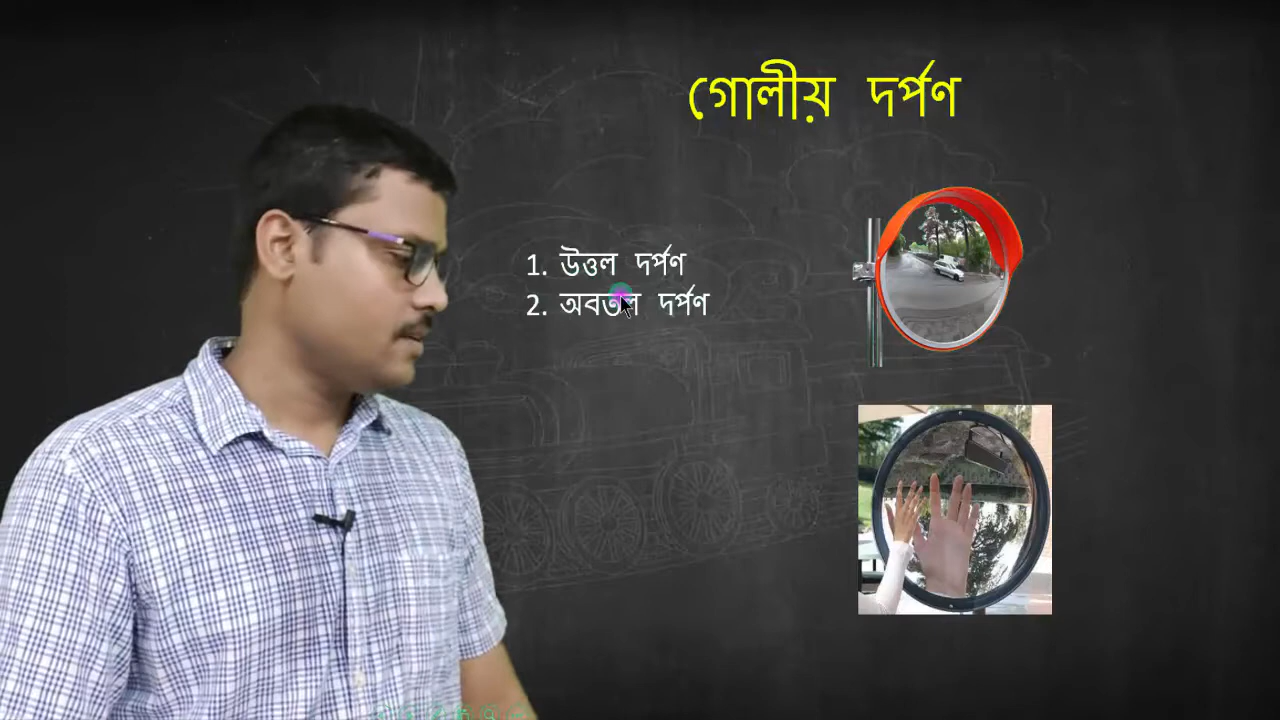 গোলীয় দর্পণ
1. উত্তল দর্পণ
2. অবতল দর্পণ